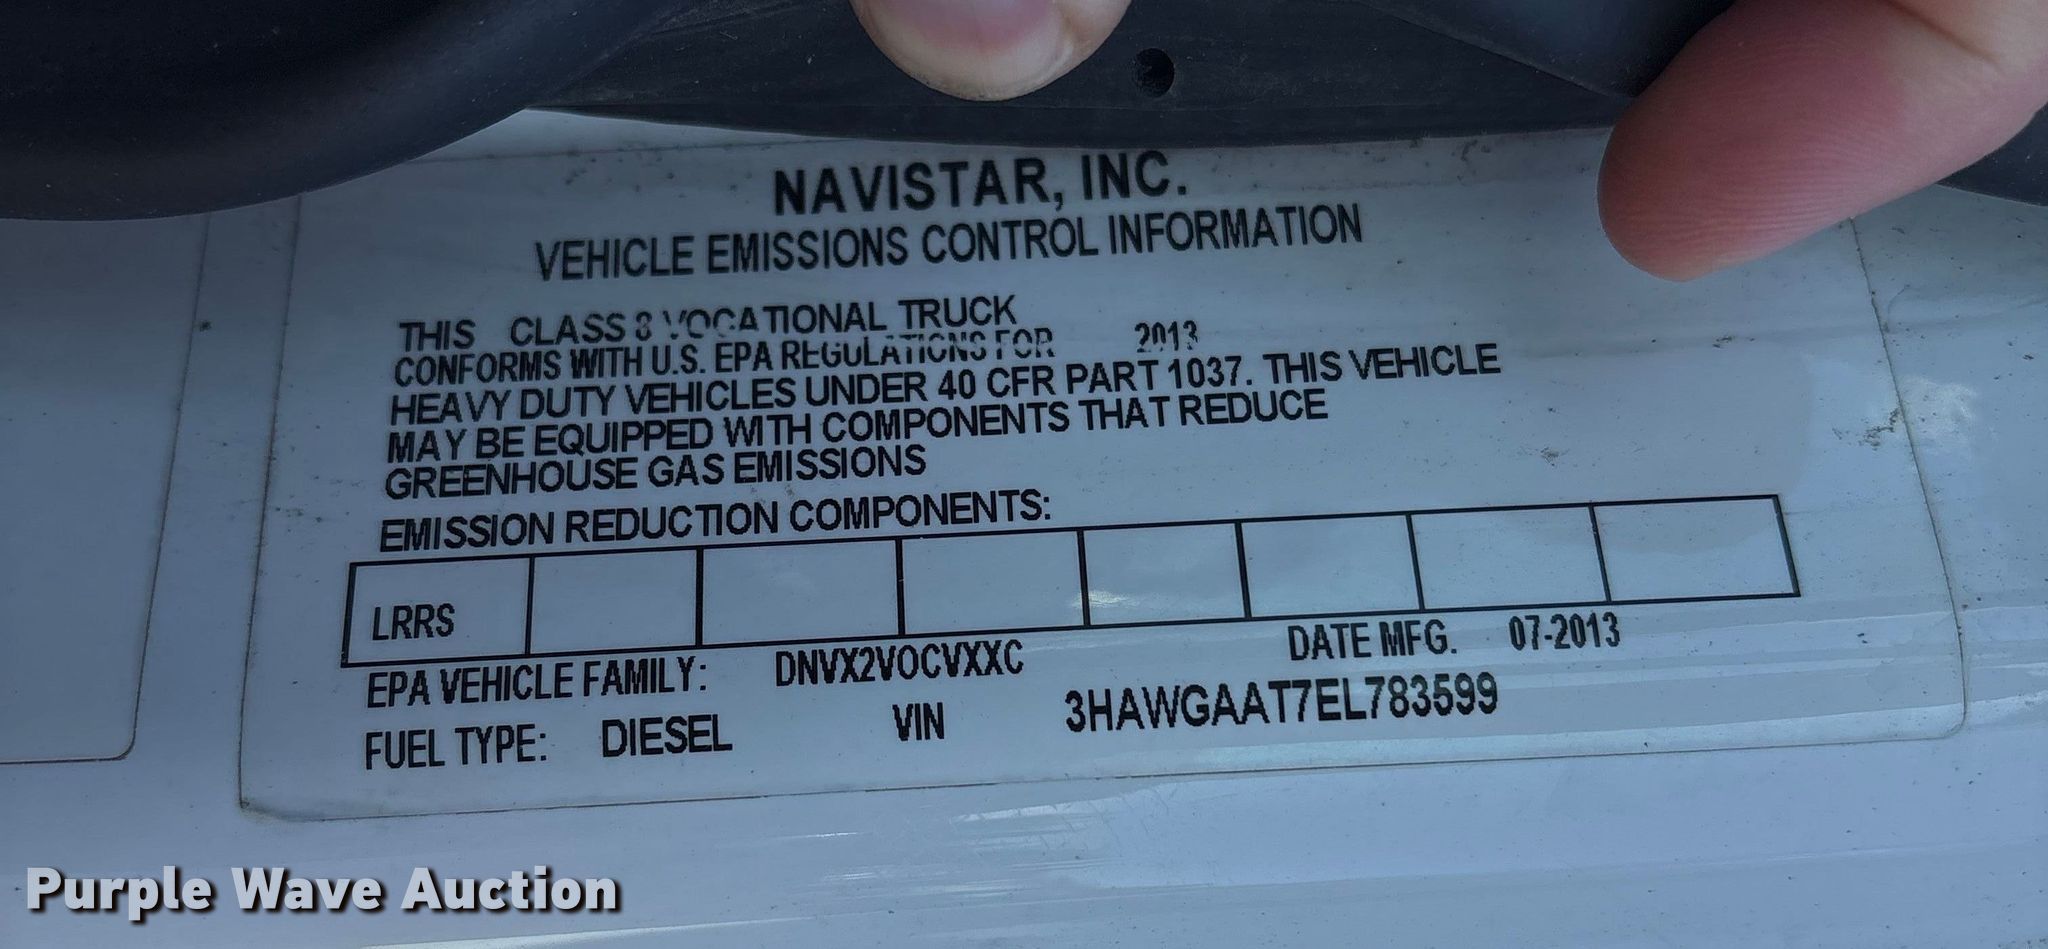 NAVISTAR, INC.
VEHICLE EMISSIONS CONTROL INFORMATION
THIS CLASS 8 VOCATIONAL TRUCK
CONFORMS WITH U.S. EPA REGULATIONS FOR 2013
HEAVY DUTY VEHICLES UNDER 40 CFR PART 1037. THIS VEHICLE
MAY BE EQUIPPED WITH COMPONENTS THAT REDUCE
GREENHOUSE GAS EMISSIONS
EMISSION REDUCTION COMPONENTS:
LRRS
EPA VEHICLE FAMILY: DNVX2VOCVXXC DATE MFG. 07-2013
FUEL TYPE: DIESEL VIN 3HAWGAAT7EL783599
Purple Wave Auction